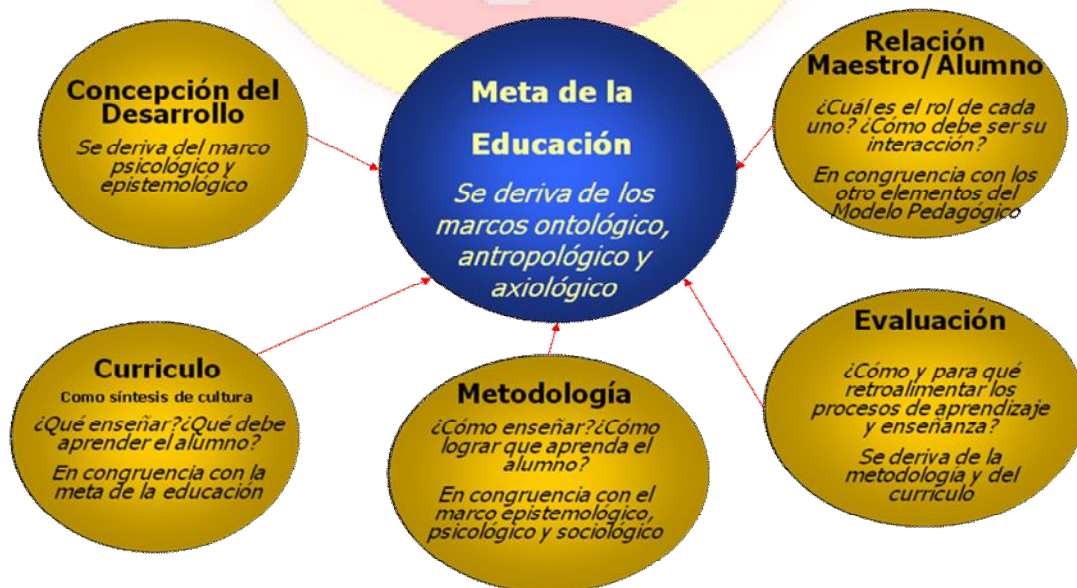 Concepción del
Desarrollo
Se deriva del marco
psicológico y
epistemológico
Meta de la
Educación
Se deriva de los
marcos ontológico,
antropológico y
axiológico
Relación
Maestro/Alumno
¿Cuál es el rol de cada
uno? ¿Cómo debe ser su
interacción?
En congruencia con los
otro elementos del
Modelo Pedagógico
Curriculo
Como síntesis de cultura
¿Qué enseñar?¿Qué debe
aprender el alumno?
En congruencia con la
meta de la educación
Metodología
¿Cómo enseñar?¿Cómo
lograr que aprenda el
alumno?
En congruencia con el
marco epistemológico,
psicológico y sociológico
Evaluación
¿Cómo y para qué
retroalimentar los
procesos de aprendizaje
y enseñanza?
Se deriva de la
metodología y del
currículo